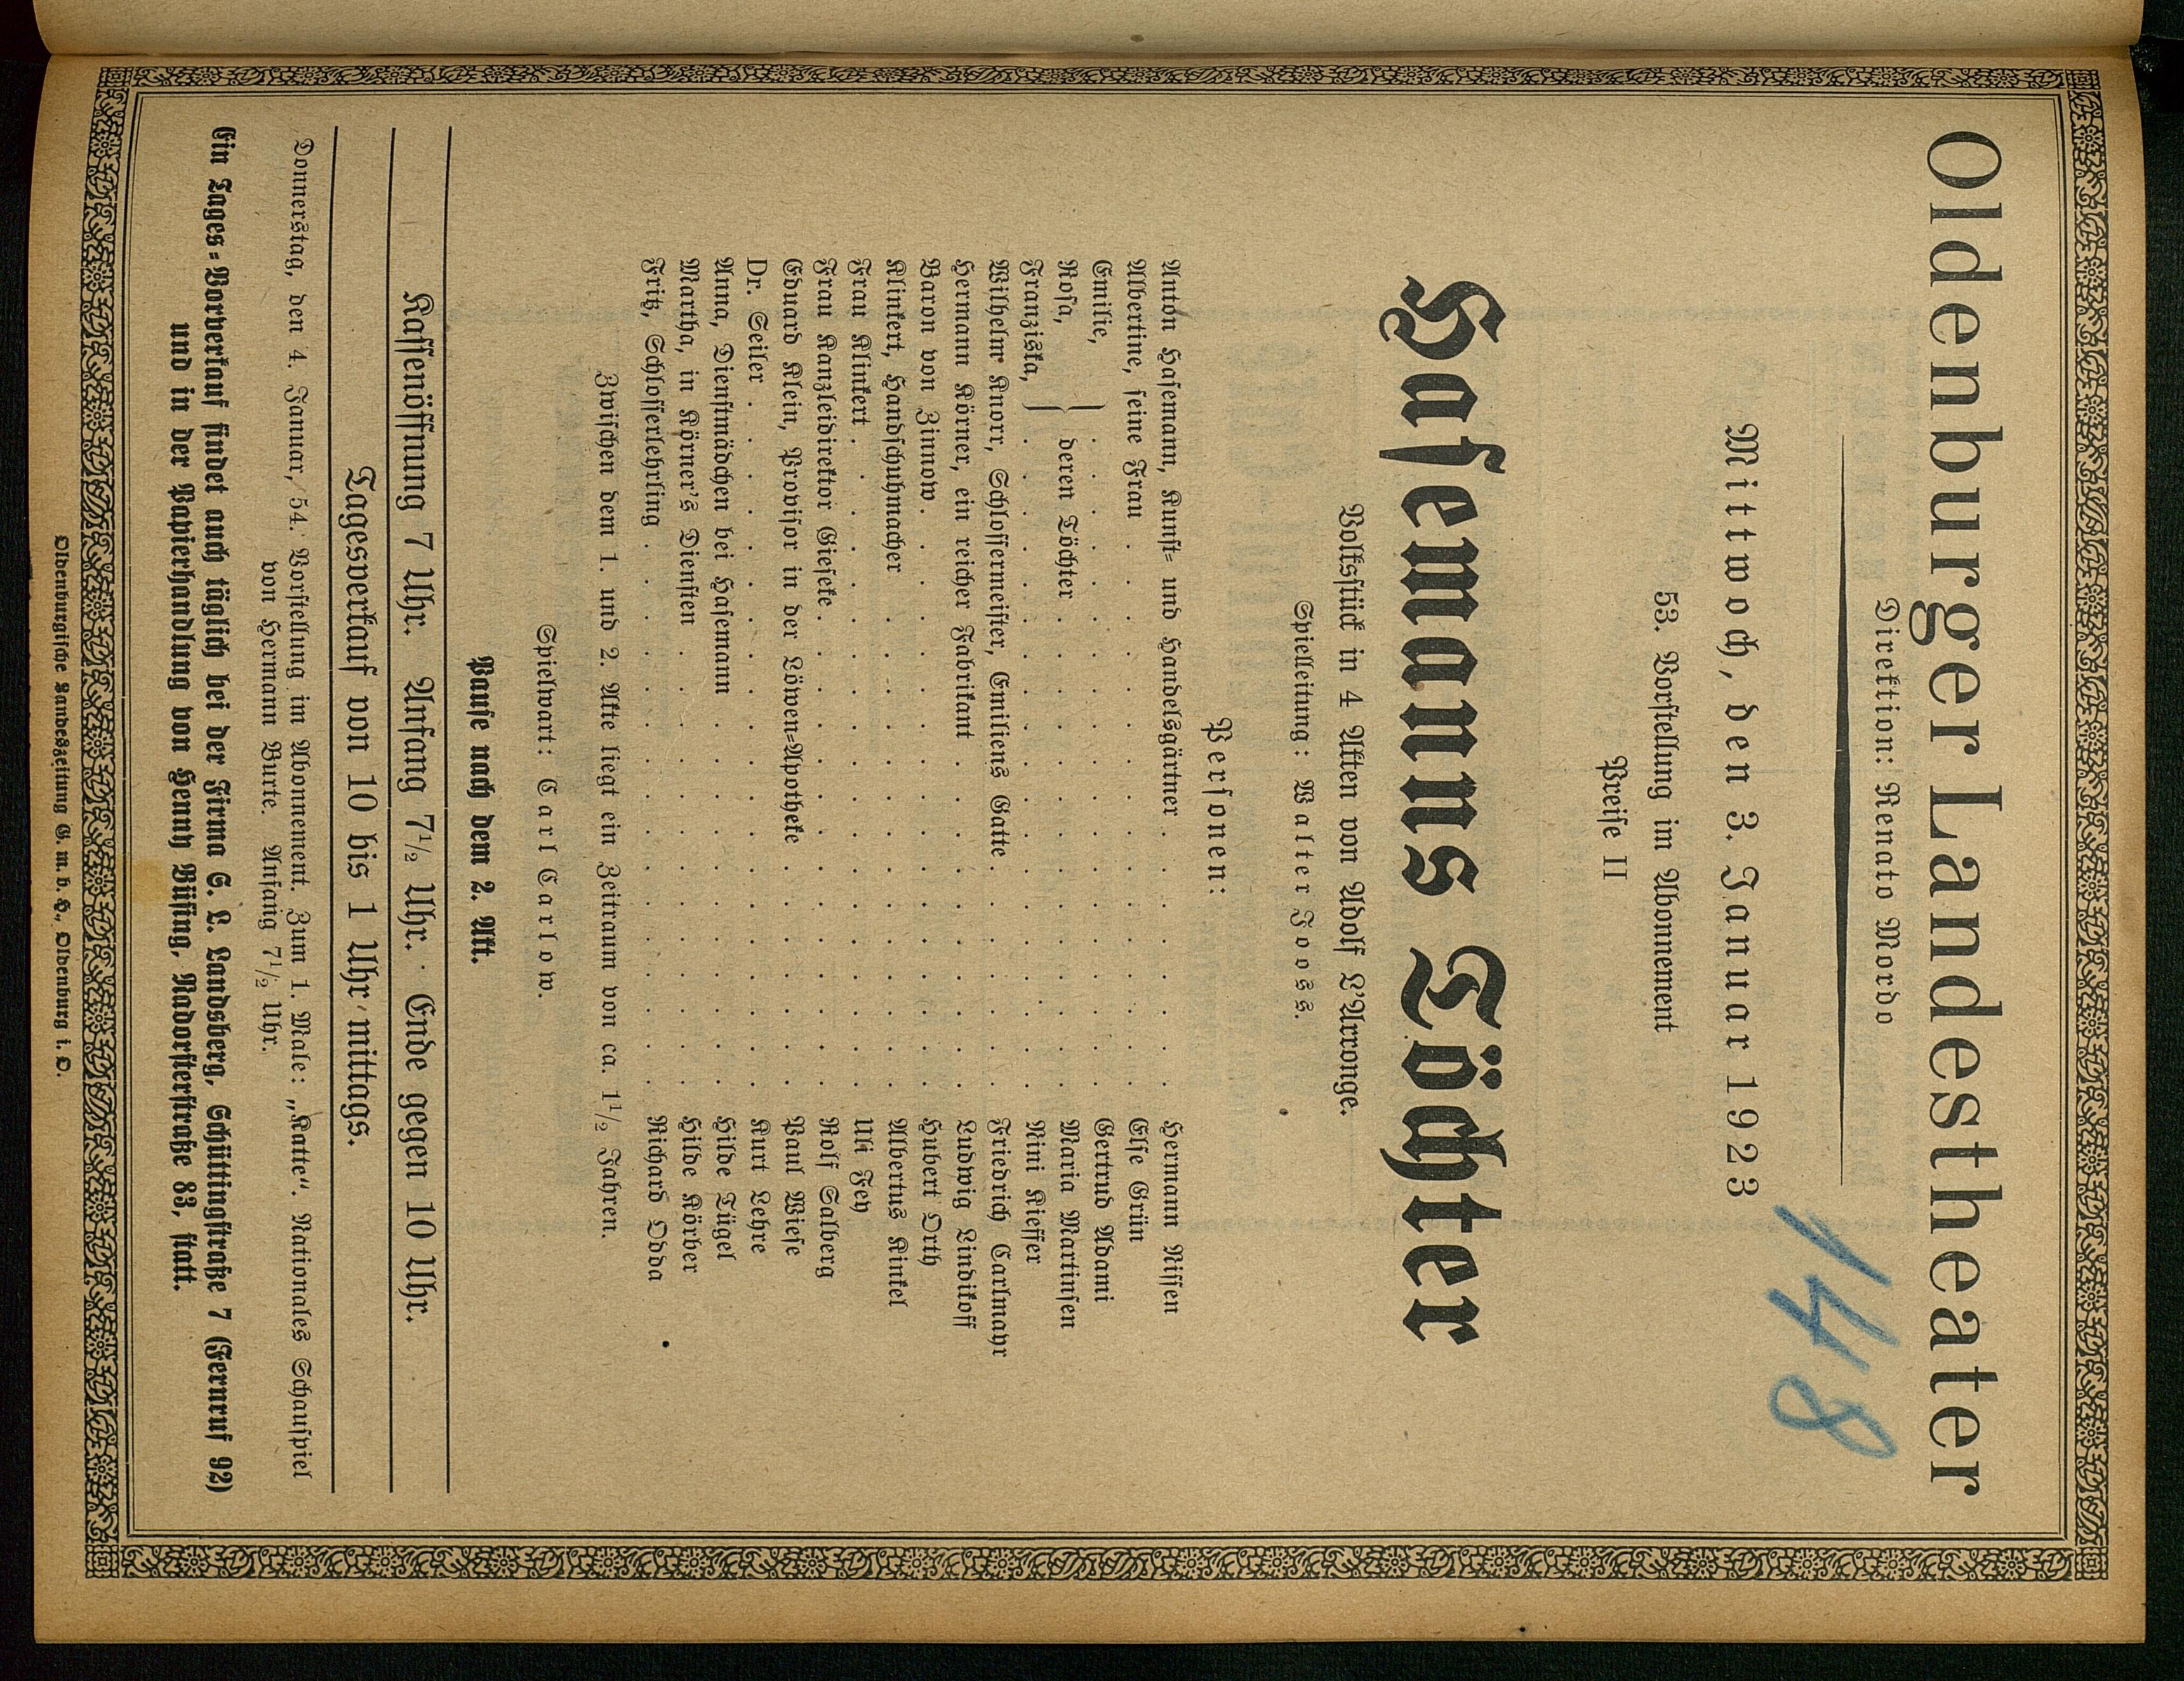 Oldenburger Landestheater
Direktion: Renato Mordo
148
Mittwoch, den 3. Januar 1923
53. Vorstellung im Abonnement
Preise II
Hasemanns Töchter
Volksstück in 4 Akten von Adolf L'Arronge.
Spielleitung: Walter Jooss.
Personen:
Anton Hasemann, Kunst- und Handelsgärtner . . . . . . . Hermann Nissen
Albertine, seine Frau . . . . . . . . . . . . . . . Else Grün
Emilie, . . . . . . . . . . . . . . . . . . Gertrud Adami
Rosa, } deren Töchter . . . . . . . . . . . . . Maria Martinsen
Franziska, . . . . . . . . . . . . . . . . . . Nini Kieffer
Wilhelm Knorr, Schlossermeister, Emiliens Gatte . . . . . . Friedrich Carlmayr
Hermann Körner, ein reicher Fabrikant . . . . . . . . . Ludwig Lindikoff
Baron von Zinnow . . . . . . . . . . . . . . . . Hubert Orth
Klinkert, Handschuhmacher . . . . . . . . . . . . . Albertus Kinkel
Frau Klinkert . . . . . . . . . . . . . . . . . Uli Fey
Frau Kanzleidirektor Gieseke . . . . . . . . . . . . Rolf Salberg
Eduard Klein, Provisor in der Löwen-Apotheke . . . . . . . Paul Wiese
Dr. Seiler . . . . . . . . . . . . . . . . . . Kurt Lehre
Anna, Dienstmädchen bei Hasemann . . . . . . . . . . Hilde Tügel
Martha, in Körner's Diensten . . . . . . . . . . . . Hilde Körber
Fritz, Schlosserlehrling . . . . . . . . . . . . . . Richard Odda
Zwischen dem 1. und 2. Akte liegt ein Zeitraum von ca. 1½ Jahren.
Spielwart: Carl Carlow.
Pause nach dem 2. Akt.
Kassenöffnung 7 Uhr. Anfang 7½ Uhr. Ende gegen 10 Uhr.
Tagesverkauf von 10 bis 1 Uhr mittags.
Donnerstag, den 4. Januar, 54. Vorstellung im Abonnement. Zum 1. Male: „Katte“. Nationales Schauspiel
von Hermann Burte. Anfang 7½ Uhr.
Ein Tages-Vorverkauf findet auch täglich bei der Firma S. L. Landsberg, Schüttingstraße 7 (Fernruf 92)
und in der Papierhandlung von Henny Büsing, Nadorsterstraße 83, statt.
Oldenburgische Landeszeitung G. m. b. H., Oldenburg i. O.